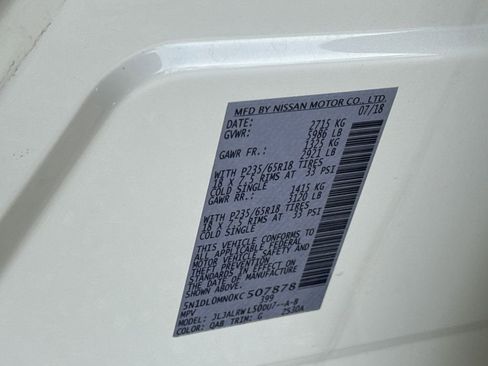 MFD BY NISSAN MOTOR CO., LTD.
DATE: 07/18
GVWR: 2715 KG
5986 LB
GAWR FR.: 1325 KG
2921 LB
WITH P235/65R18 TIRES
18 X 7.5 RIMS AT 33 PSI
COLD SINGLE
GAWR RR.: 1415 KG
3120 LB
WITH P235/65R18 TIRES
18 X 7.5 RIMS AT 33 PSI
COLD SINGLE
THIS VEHICLE CONFORMS TO
ALL APPLICABLE FEDERAL
MOTOR VEHICLE SAFETY AND
THEFT PREVENTION
STANDARDS IN EFFECT ON
THE DATE OF MANUFACTURE
SHOWN ABOVE.
5N1DL0MN0KC507878
MPV 399
MODEL: JLJALRWL50DU7--A-B
COLOR: QAB TRIM: G 2530A